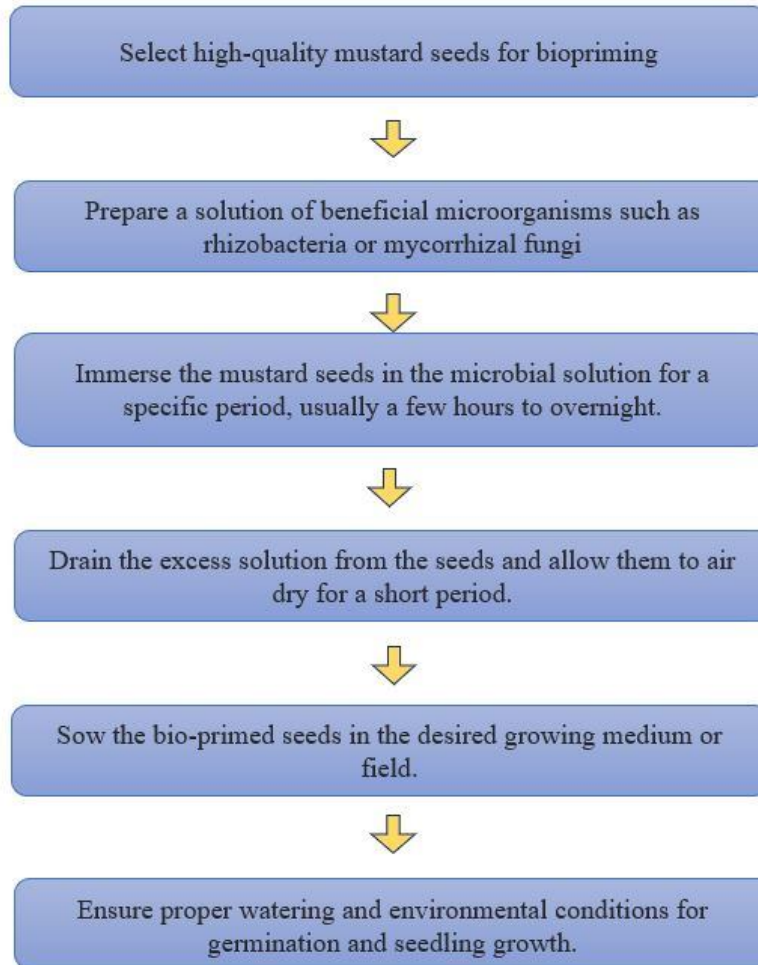 Select high-quality mustard seeds for biopriming
Prepare a solution of beneficial microorganisms such as
rhizobacteria or mycorrhizal fungi
Immerse the mustard seeds in the microbial solution for a
specific period, usually a few hours to overnight.
Drain the excess solution from the seeds and allow them to air
dry for a short period.
Sow the bio-primed seeds in the desired growing medium or
field.
Ensure proper watering and environmental conditions for
germination and seedling growth.